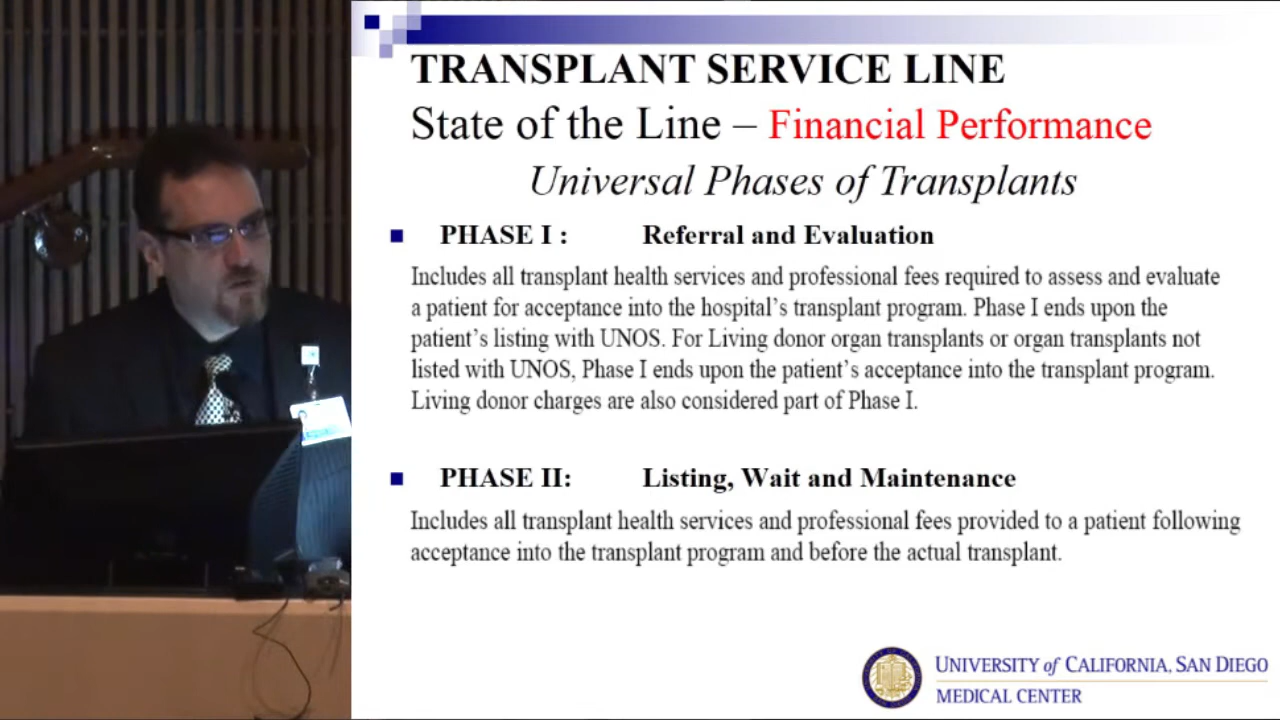 TRANSPLANT SERVICE LINE
State of the Line – Financial Performance
Universal Phases of Transplants
PHASE I : Referral and Evaluation
Includes all transplant health services and professional fees required to assess and evaluate
a patient for acceptance into the hospital's transplant program. Phase I ends upon the
patient's listing with UNOS. For Living donor organ transplants or organ transplants not
listed with UNOS, Phase I ends upon the patient's acceptance into the transplant program.
Living donor charges are also considered part of Phase I.
PHASE II: Listing, Wait and Maintenance
Includes all transplant health services and professional fees provided to a patient following
acceptance into the transplant program and before the actual transplant.
UNIVERSITY of CALIFORNIA, SAN DIEGO
MEDICAL CENTER